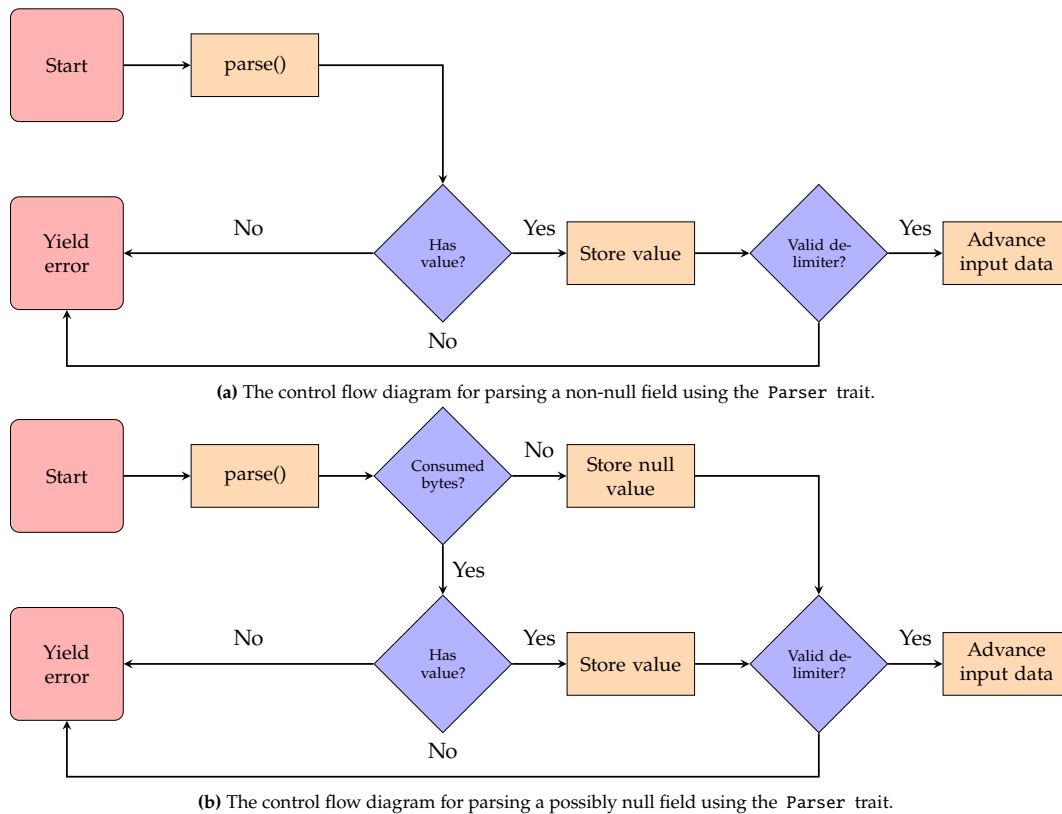 Start
parse()
Yield
error
No
Has
value?
Yes
Store value
Valid de-
limiter?
Yes
Advance
input data
No
(a) The control flow diagram for parsing a non-null field using the Parser trait.
Start
parse()
Consumed
bytes?
No
Store null
value
Yes
Yield
error
No
Has
value?
Yes
Store value
Valid de-
limiter?
Yes
Advance
input data
No
(b) The control flow diagram for parsing a possibly null field using the Parser trait.